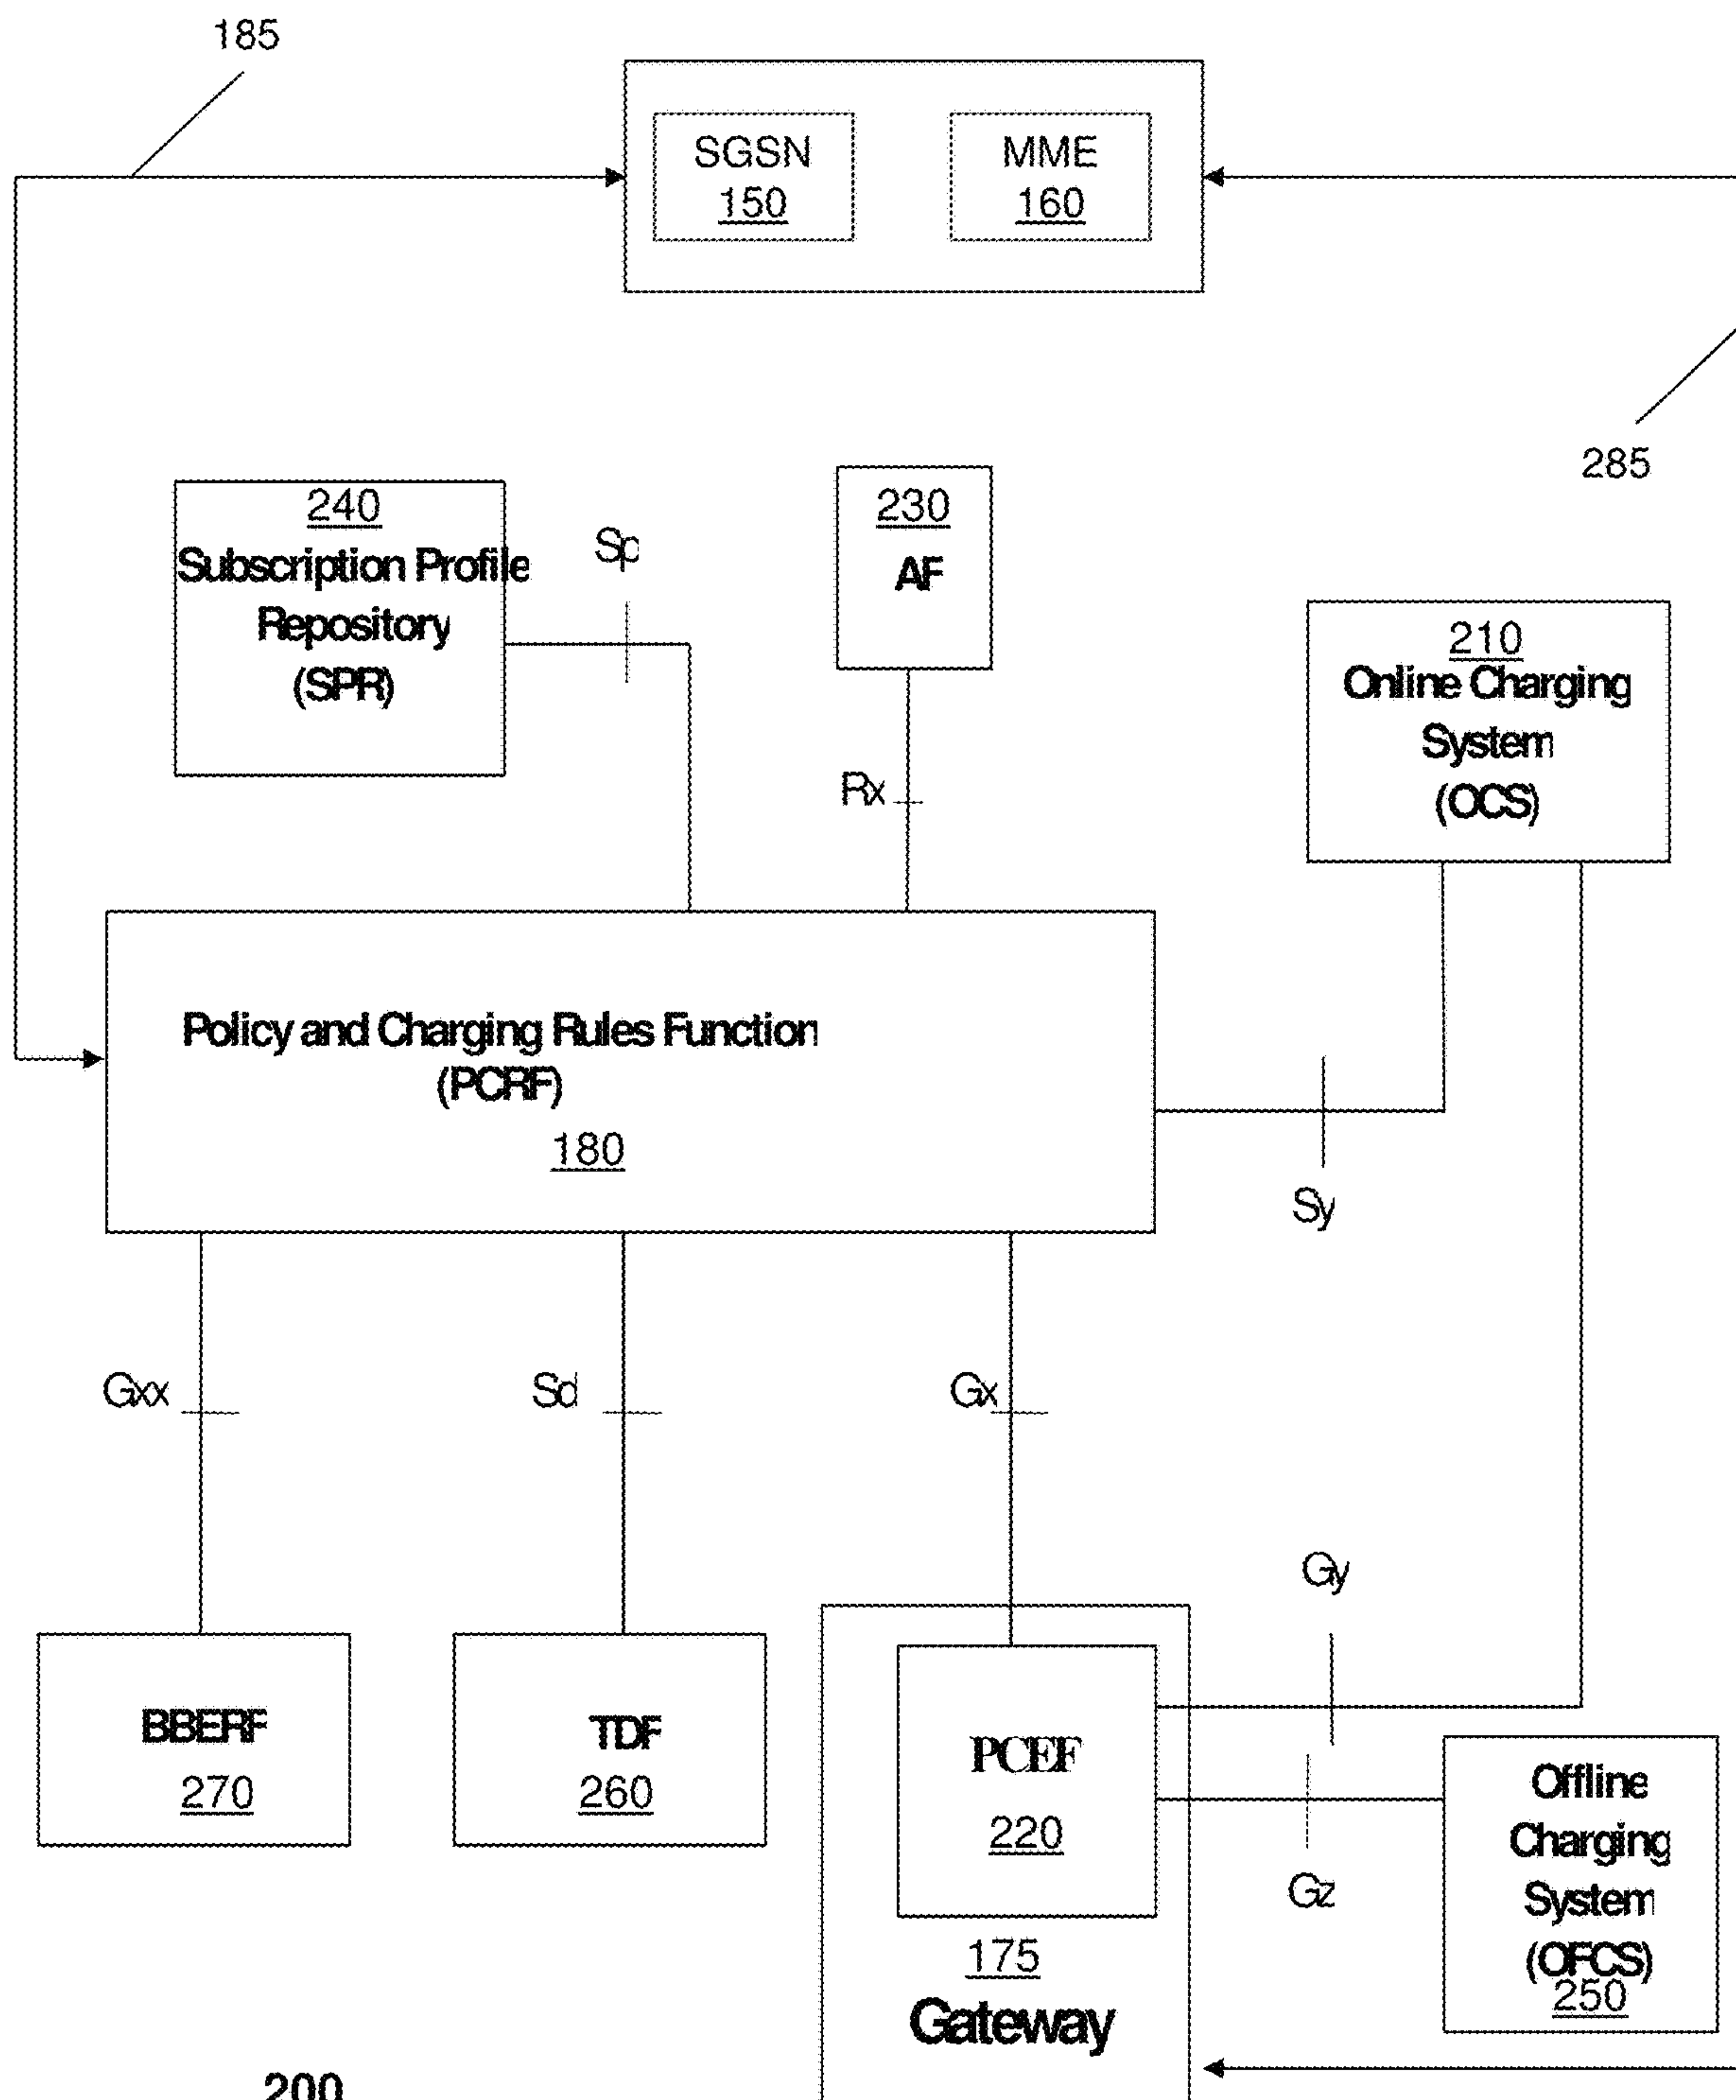 185
SGSN
150
MME
160
285
240
Subscription Profile
Repository
(SPR)
Sp
230
AF
Rx
210
Online Charging
System
(OCS)
Policy and Charging Rules Function
(PCRF)
180
Sy
Gxx
Sd
Gx
Gy
BBERF
270
TDF
260
PCEF
220
Gz
Offline
Charging
System
(OFCS)
250
175
Gateway
200